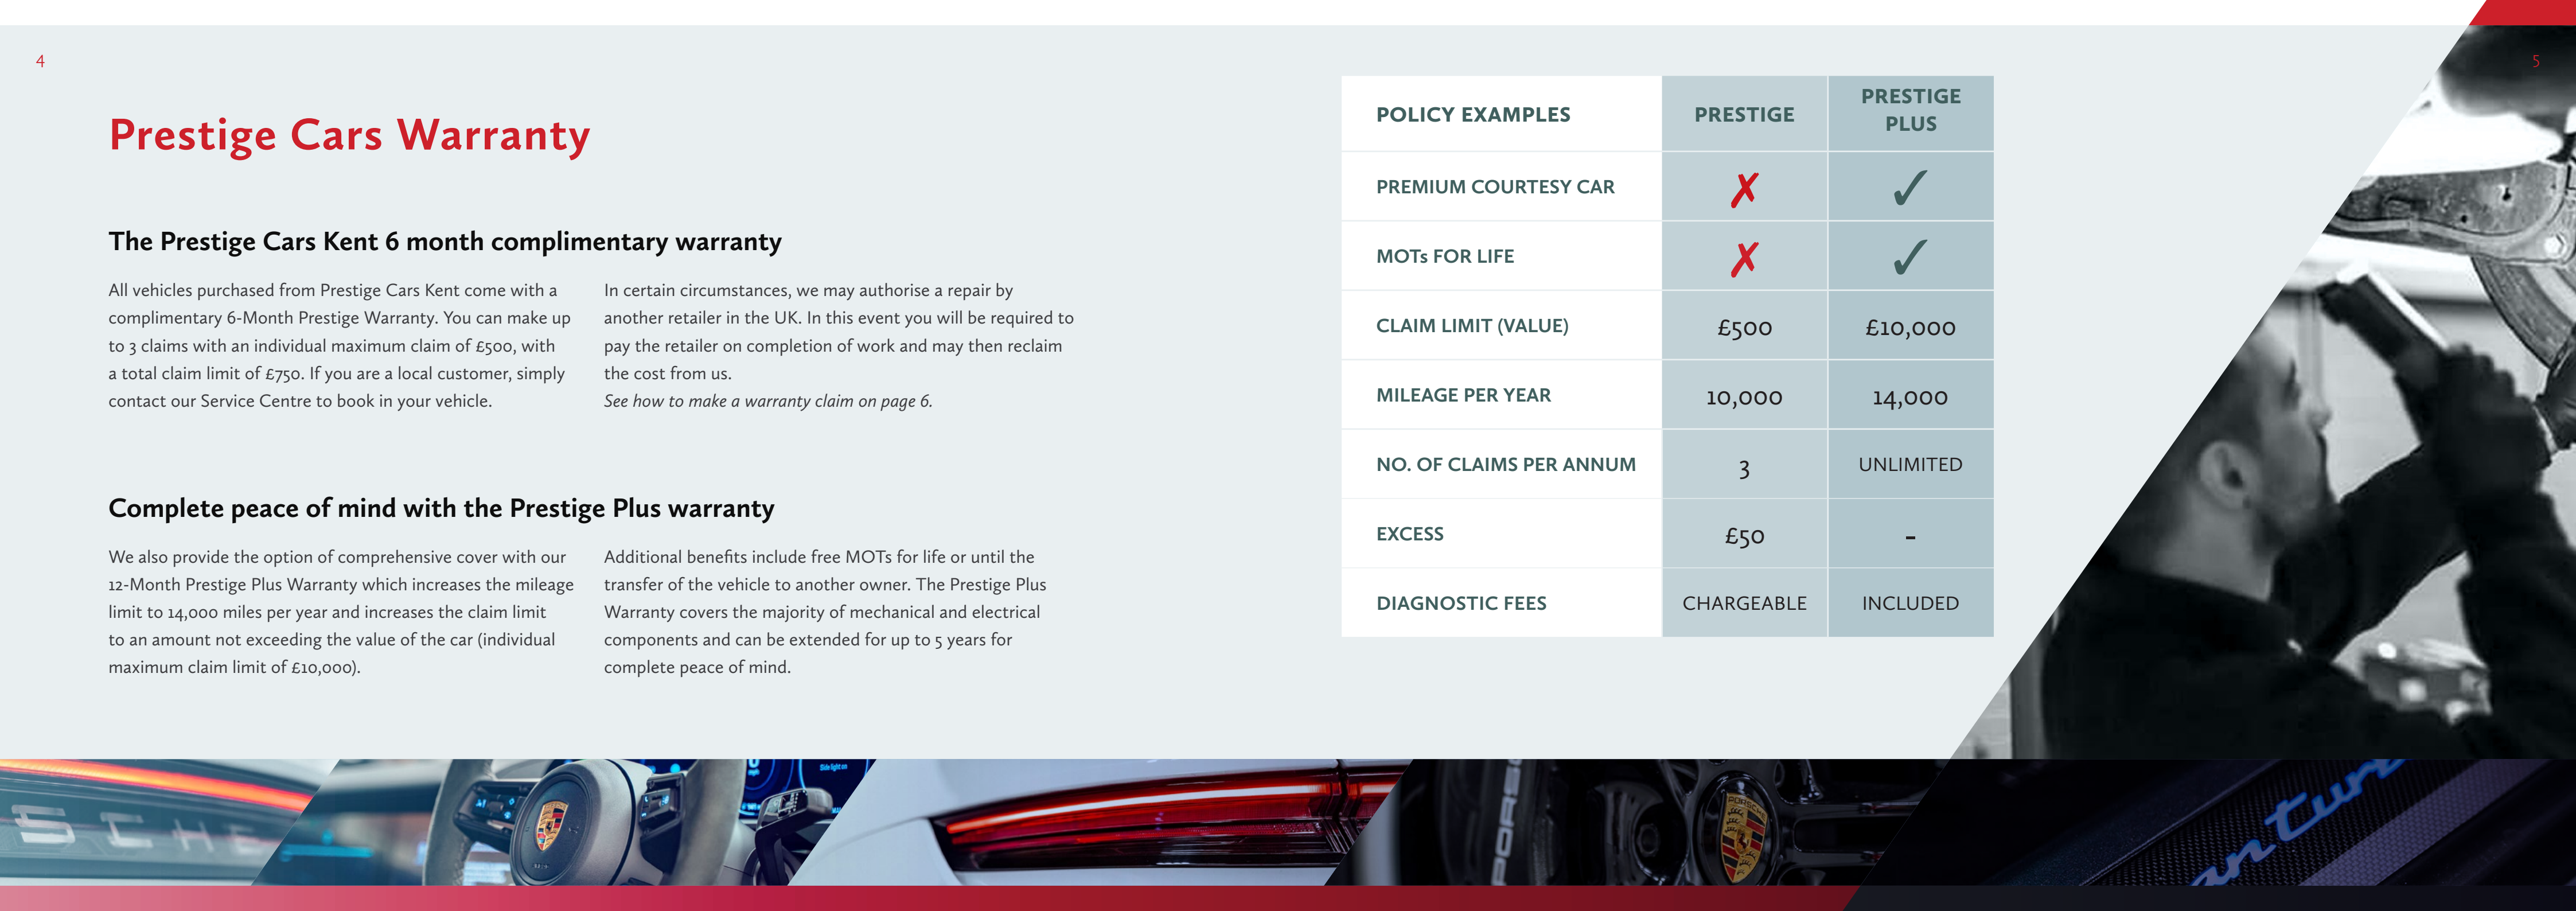 4
Prestige Cars Warranty
The Prestige Cars Kent 6 month complimentary warranty
All vehicles purchased from Prestige Cars Kent come with a
complimentary 6-Month Prestige Warranty. You can make up
to 3 claims with an individual maximum claim of £500, with
a total claim limit of £750. If you are a local customer, simply
contact our Service Centre to book in your vehicle.
In certain circumstances, we may authorise a repair by
another retailer in the UK. In this event you will be required to
pay the retailer on completion of work and may then reclaim
the cost from us.
See how to make a warranty claim on page 6.
Complete peace of mind with the Prestige Plus warranty
We also provide the option of comprehensive cover with our
12-Month Prestige Plus Warranty which increases the mileage
limit to 14,000 miles per year and increases the claim limit
to an amount not exceeding the value of the car (individual
maximum claim limit of £10,000).
Additional benefits include free MOTs for life or until the
transfer of the vehicle to another owner. The Prestige Plus
Warranty covers the majority of mechanical and electrical
components and can be extended for up to 5 years for
complete peace of mind.
5
POLICY EXAMPLES PRESTIGE PRESTIGE PLUS
PREMIUM COURTESY CAR ✗ ✓
MOTs FOR LIFE ✗ ✓
CLAIM LIMIT (VALUE) £500 £10,000
MILEAGE PER YEAR 10,000 14,000
NO. OF CLAIMS PER ANNUM 3 UNLIMITED
EXCESS £50 -
DIAGNOSTIC FEES CHARGEABLE INCLUDED
SCHE
Side light on
PORS
PORSCHE
an tur